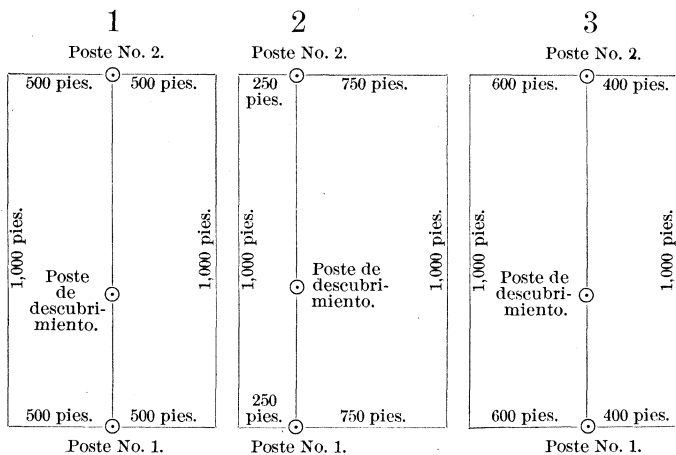 1
Poste No. 2.
500 pies. 500 pies.
1,000 pies.
1,000 pies.
Poste
de
descubri-
miento.
500 pies. 500 pies.
Poste No. 1.
2
Poste No. 2.
250
pies.
750 pies.
1,000 pies.
1,000 pies.
Poste de
descubri-
miento.
250
pies.
750 pies.
Poste No. 1.
3
Poste No. 2.
600 pies. 400 pies.
1,000 pies.
1,000 pies.
Poste de
descubri-
miento.
600 pies. 400 pies.
Poste No. 1.